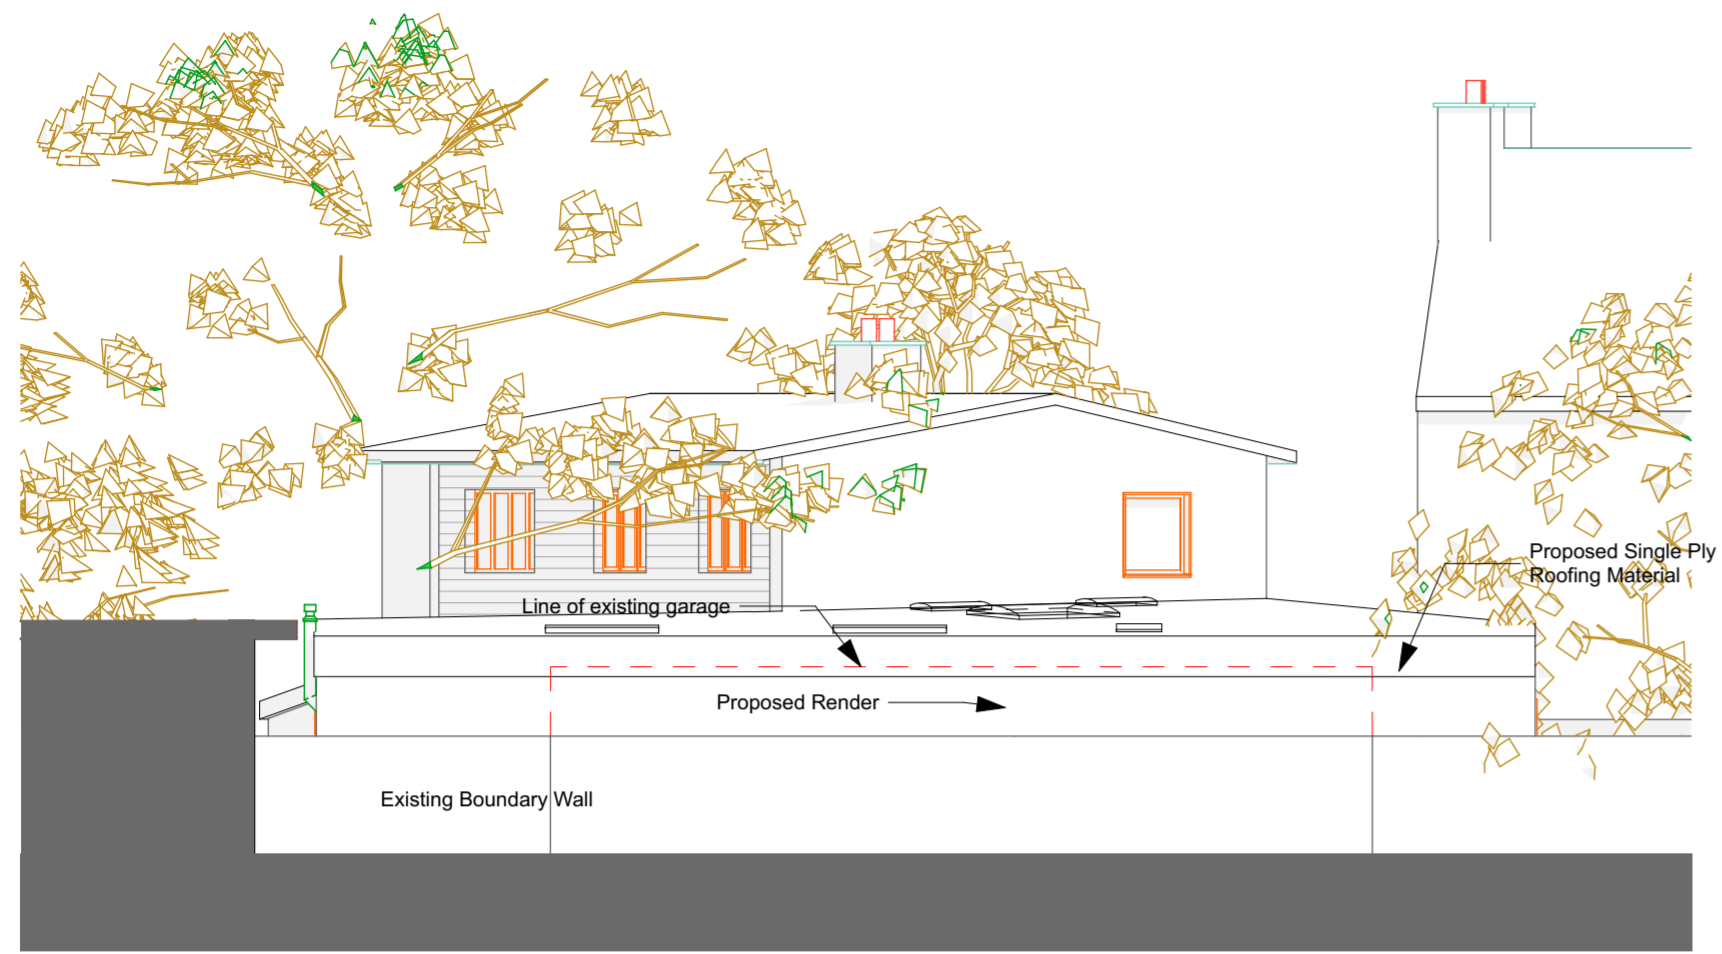 Proposed Single Ply
Roofing Material
Line of existing garage
Proposed Render
Existing Boundary Wall